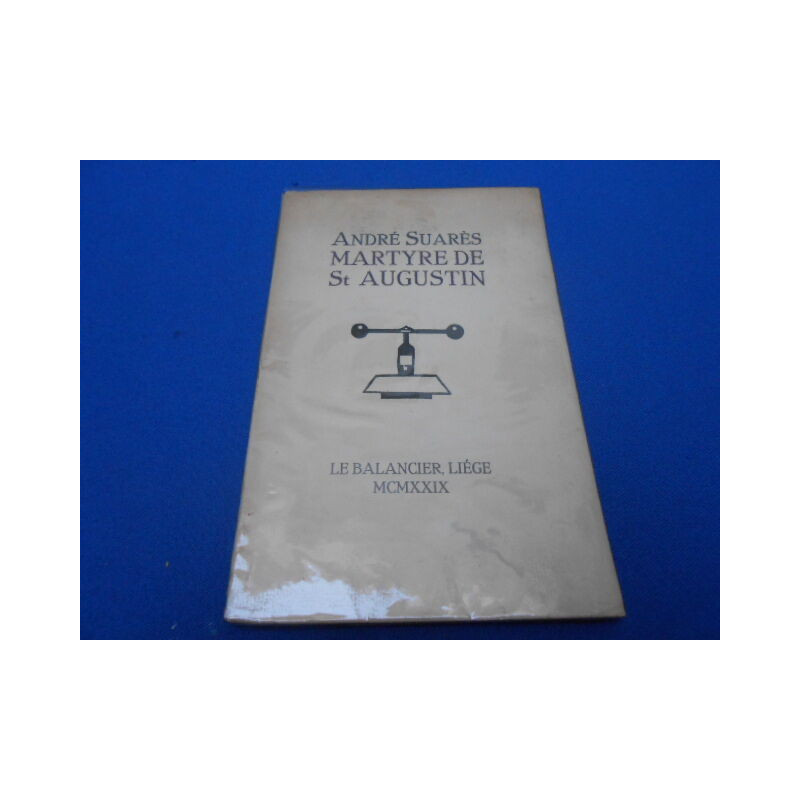 ANDRÉ SUARÈS
MARTYRE DE
St AUGUSTIN
LE BALANCIER, LIÉGE
MCMXXIX